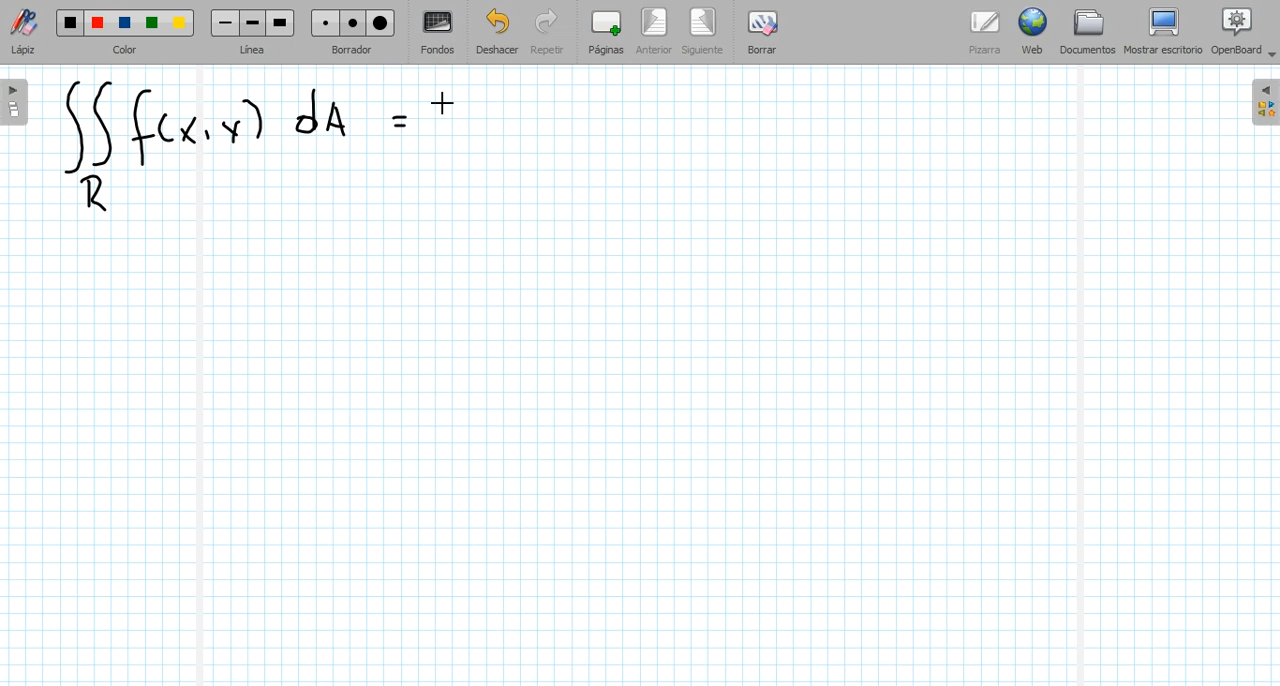 Lápiz Color Línea Borrador Fondos Deshacer Repetir Páginas Anterior Siguiente Borrar Pizarra Web Documentos Mostrar escritorio OpenBoard
∬ f(x,y) dA =
R